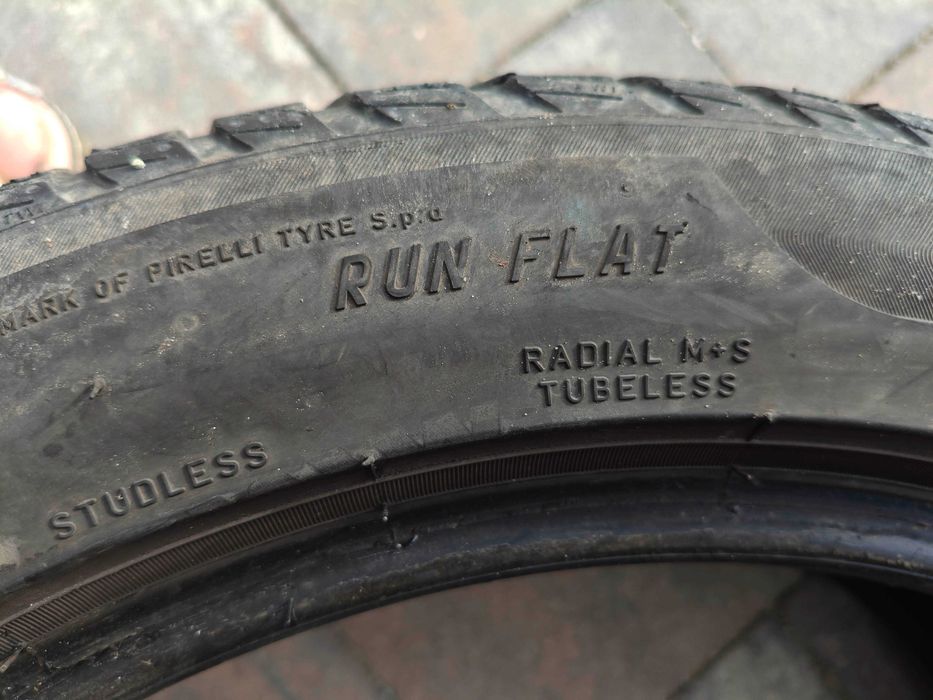 MARK OF PIRELLI TYRE S.p.a
RUN FLAT
RADIAL M+S
TUBELESS
STUDLESS